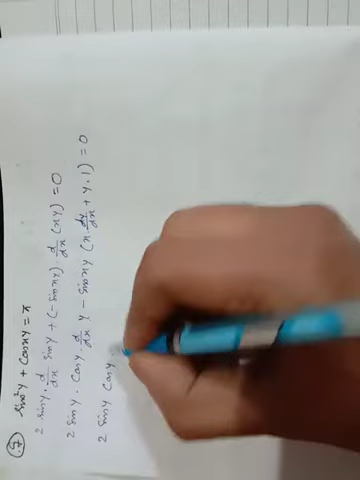 7. sin²y + cosxy = π
2 siny · d/dx siny + (-sinxy) · d/dx (xy) = 0
2 siny · cosy d/dx y - sinxy (x dy/dx + y·1) = 0
2 siny cosy